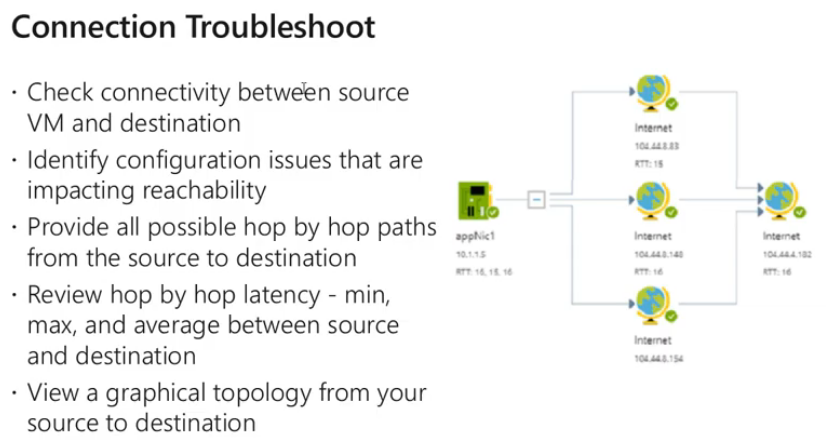 Connection Troubleshoot
· Check connectivity between source
VM and destination
· Identify configuration issues that are
impacting reachability
· Provide all possible hop by hop paths
from the source to destination
· Review hop by hop latency - min,
max, and average between source
and destination
· View a graphical topology from your
source to destination
Internet
104.44.8.83
RTT: 15
appNic1
10.1.1.5
RTT: 15, 15, 16
Internet
104.44.8.148
RTT: 16
Internet
104.44.4.182
RTT: 16
Internet
104.44.8.154